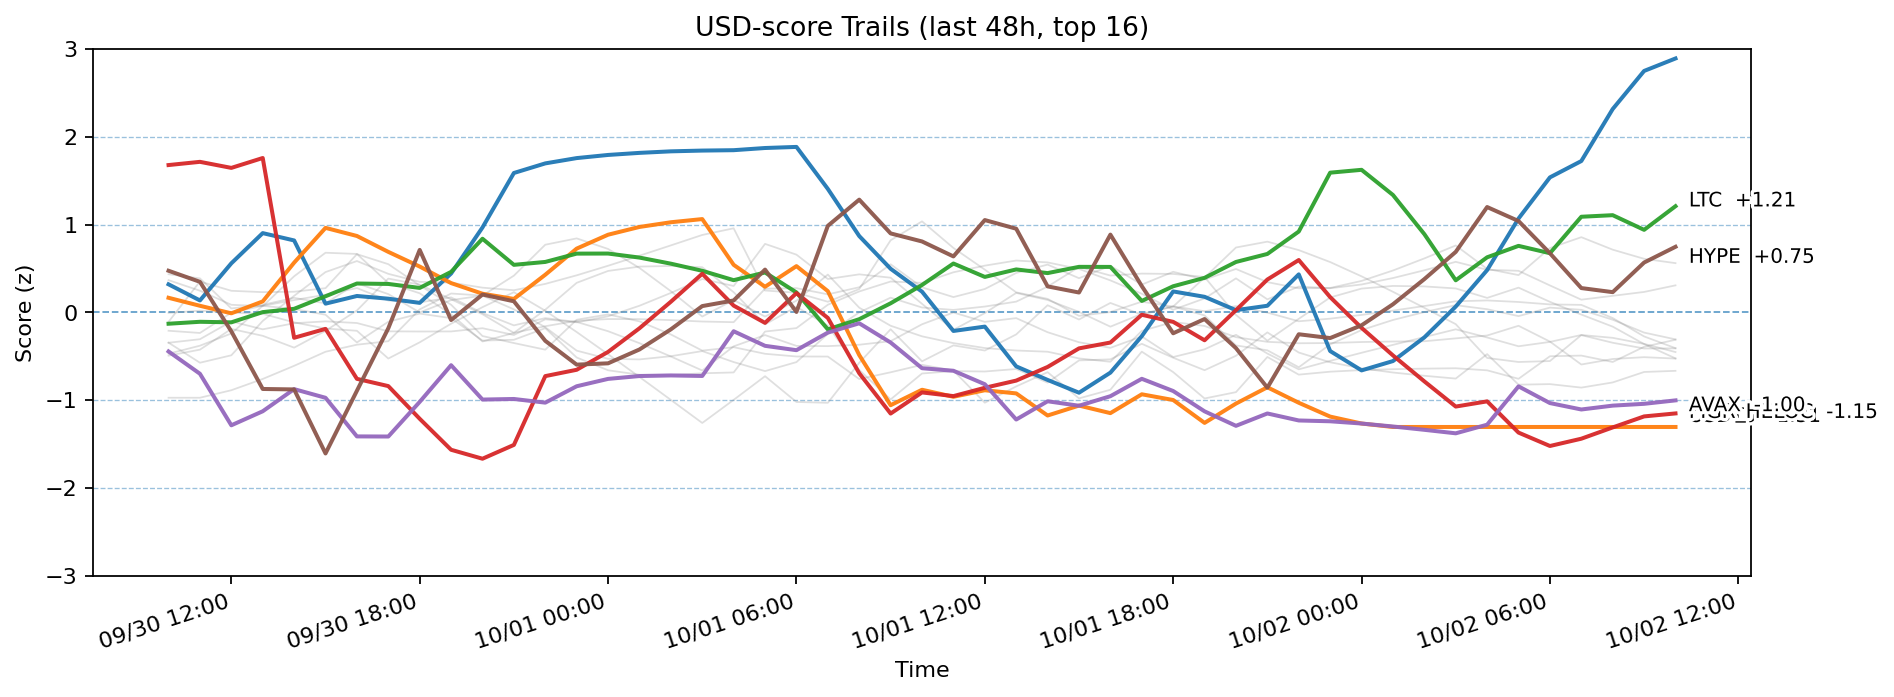 USD-score Trails (last 48h, top 16)
Score (z)
3
2
1
0
−1
−2
−3
LTC +1.21
HYPE +0.75
AVAX -1.00
-1.15
09/30 12:00
09/30 18:00
10/01 00:00
10/01 06:00
10/01 12:00
10/01 18:00
10/02 00:00
10/02 06:00
10/02 12:00
Time